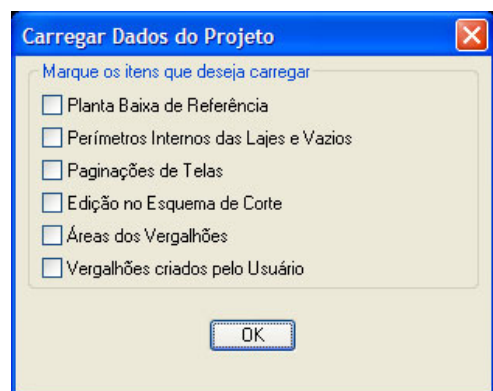 Carregar Dados do Projeto
Marque os itens que deseja carregar
Planta Baixa de Referência
Perímetros Internos das Lajes e Vazios
Paginações de Telas
Edição no Esquema de Corte
Áreas dos Vergalhões
Vergalhões criados pelo Usuário
OK